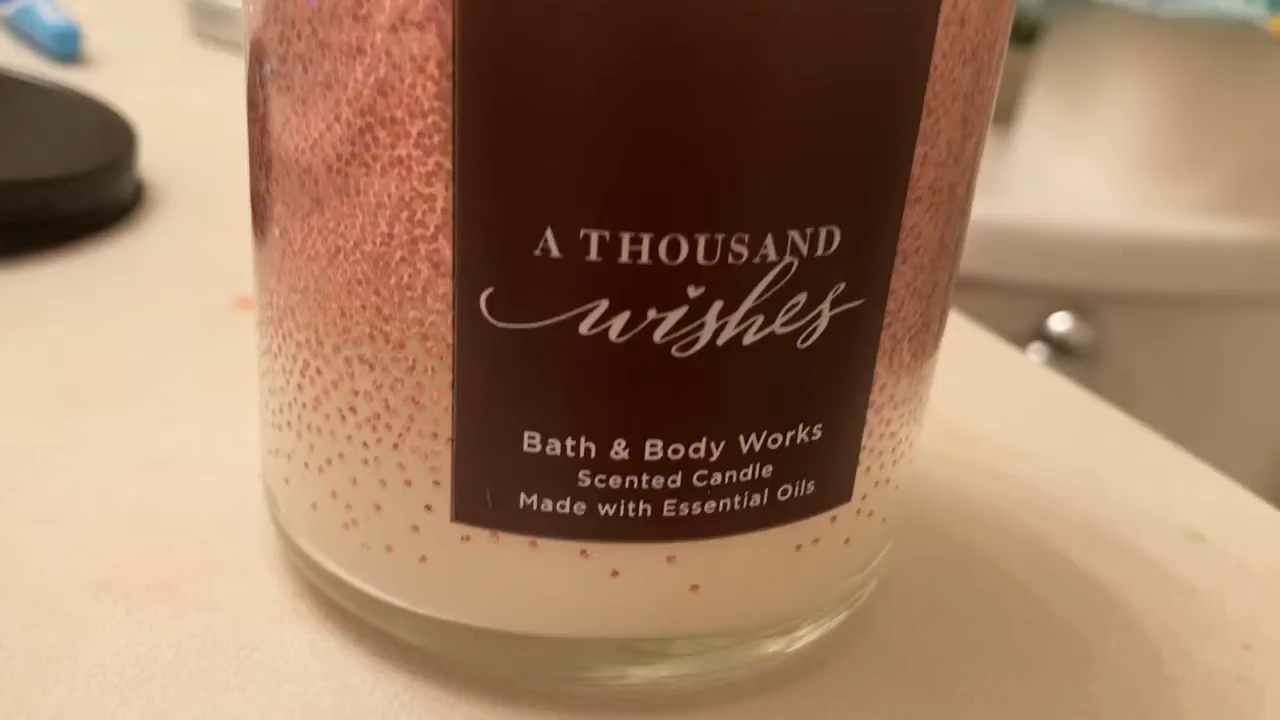 A THOUSAND
wishes
Bath & Body Works
Scented Candle
Made with Essential Oils